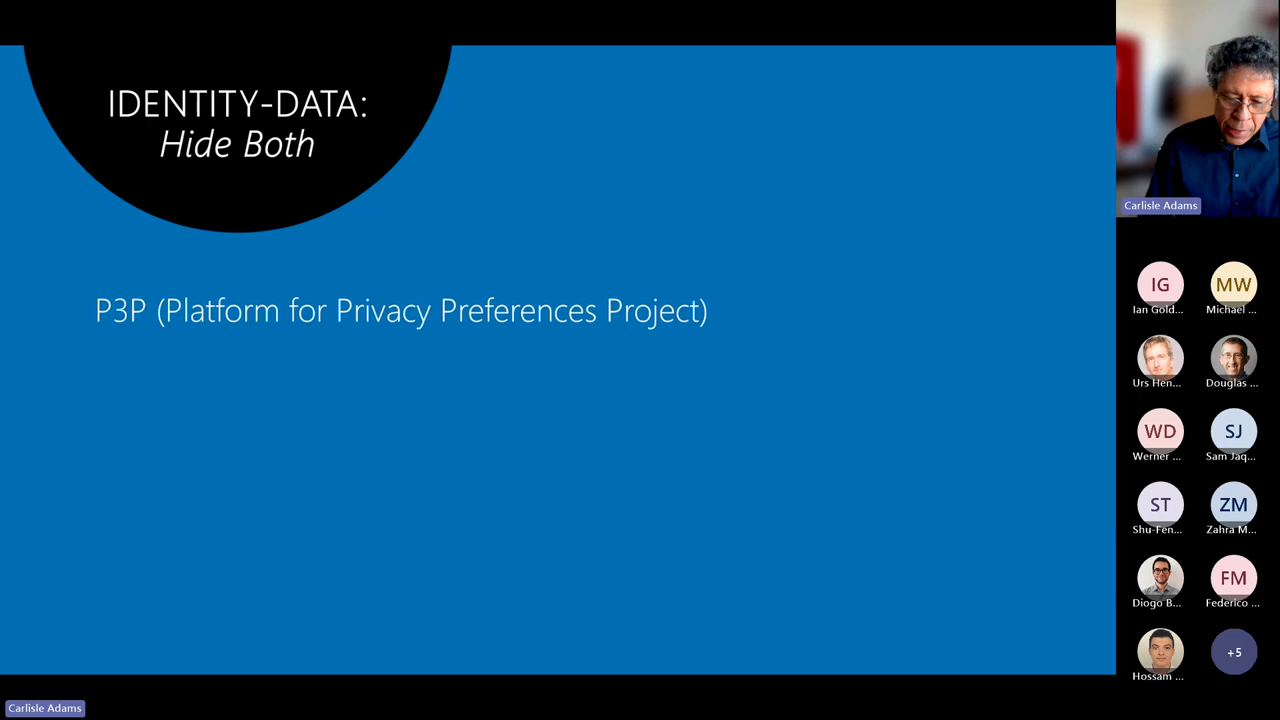 IDENTITY-DATA:
Hide Both
P3P (Platform for Privacy Preferences Project)
Carlisle Adams
IG
MW
Ian Gold...
Michael ...
Urs Hen...
Douglas ...
WD
SJ
Werner ...
Sam Jaq...
ST
ZM
Shu-Fen...
Zahra M...
FM
Diogo B...
Federico ...
+5
Hossam ...
Carlisle Adams